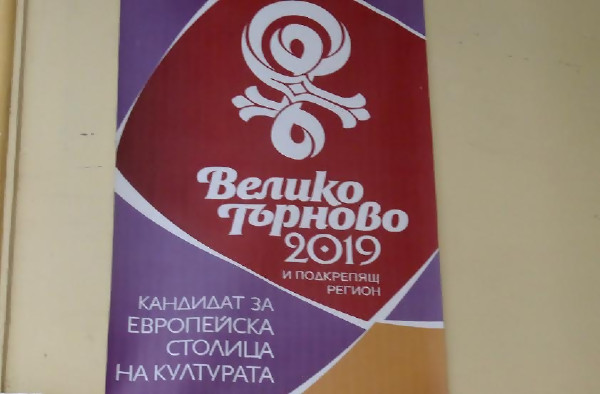 Велико
Търново
2019
И ПОДКРЕПЯЩ
РЕГИОН
КАНДИДАТ ЗА
ЕВРОПЕЙСКА
СТОЛИЦА
НА КУЛТУРАТА